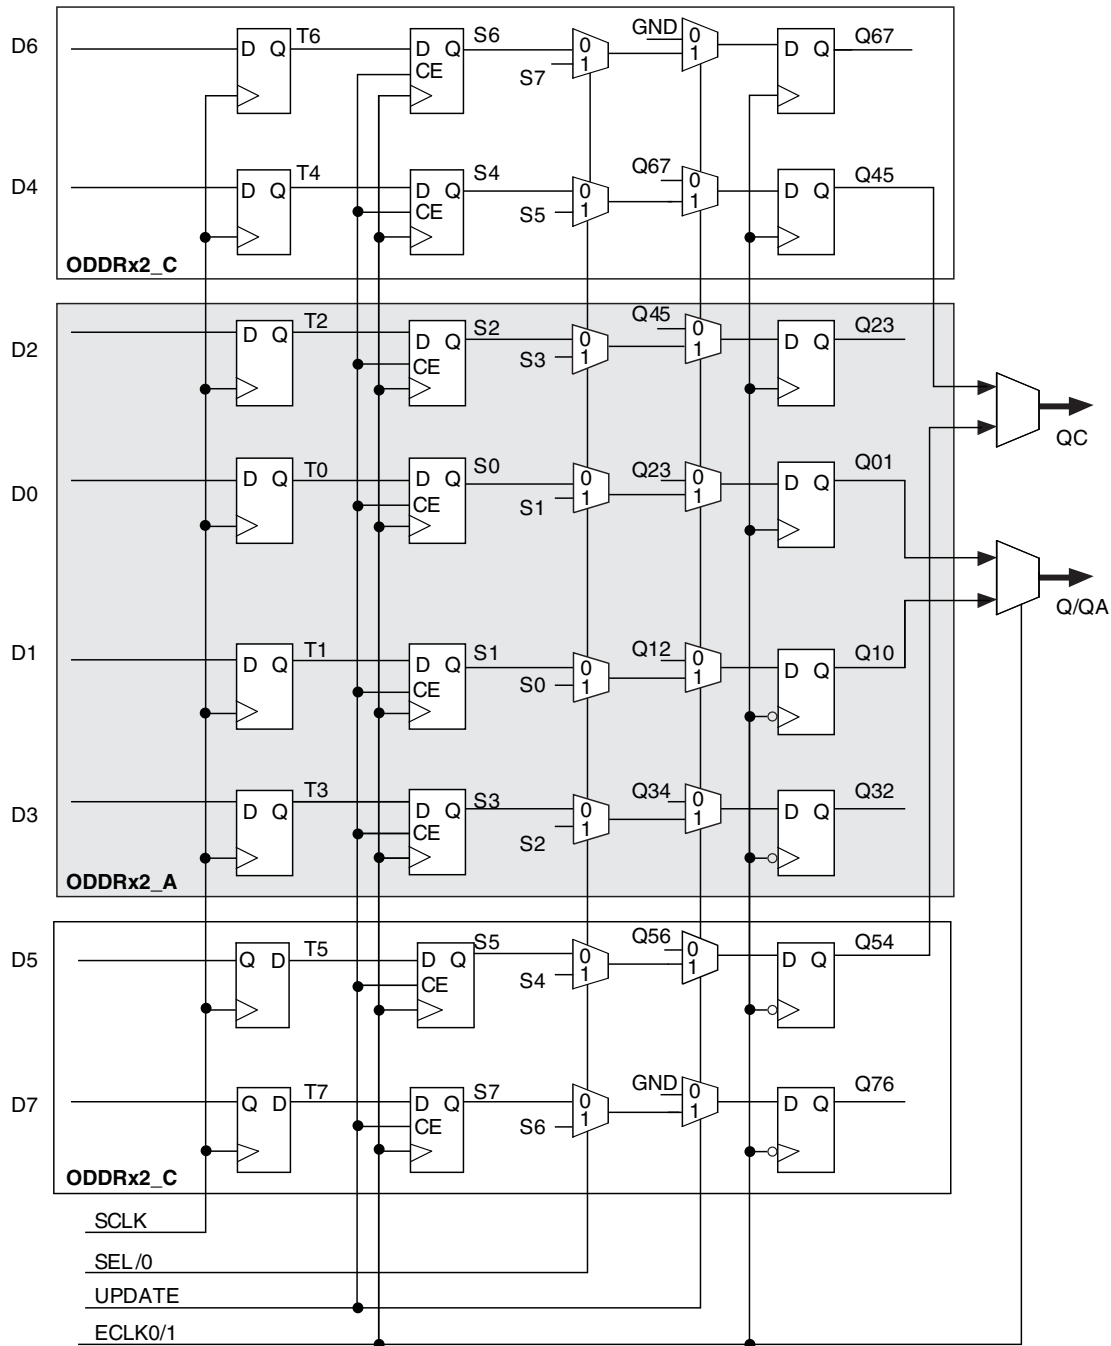 D6 D Q T6 D Q S6 0 GND 0 D Q Q67
CE 1 1
S7
D4 D Q T4 D Q S4 0 Q67 0 D Q Q45
CE 1 1
S5
ODDRx2_C
D2 D Q T2 D Q S2 0 Q45 0 D Q Q23
CE 1 1
S3
QC
D0 D Q T0 D Q S0 0 Q23 0 D Q Q01
CE 1 1
S1
Q/QA
D1 D Q T1 D Q S1 0 Q12 0 D Q Q10
CE 1 1
S0
D3 D Q T3 D Q S3 0 Q34 0 D Q Q32
CE 1 1
S2
ODDRx2_A
D5 Q D T5 D Q S5 0 Q56 0 D Q Q54
CE 1 1
S4
D7 Q D T7 D Q S7 0 GND 0 D Q Q76
CE 1 1
S6
ODDRx2_C
SCLK
SEL/0
UPDATE
ECLK0/1